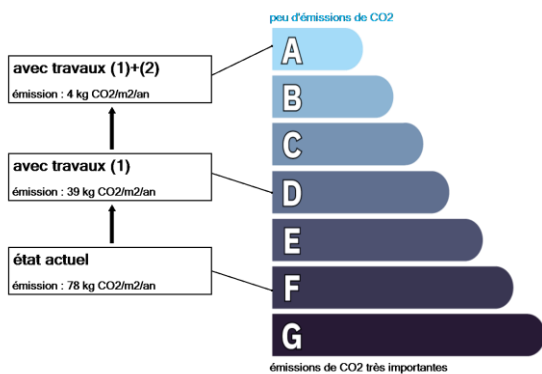 peu d'émissions de CO2
avec travaux (1)+(2)
émission : 4 kg CO2/m2/an
avec travaux (1)
émission : 39 kg CO2/m2/an
état actuel
émission : 78 kg CO2/m2/an
A
B
C
D
E
F
G
émissions de CO2 très importantes